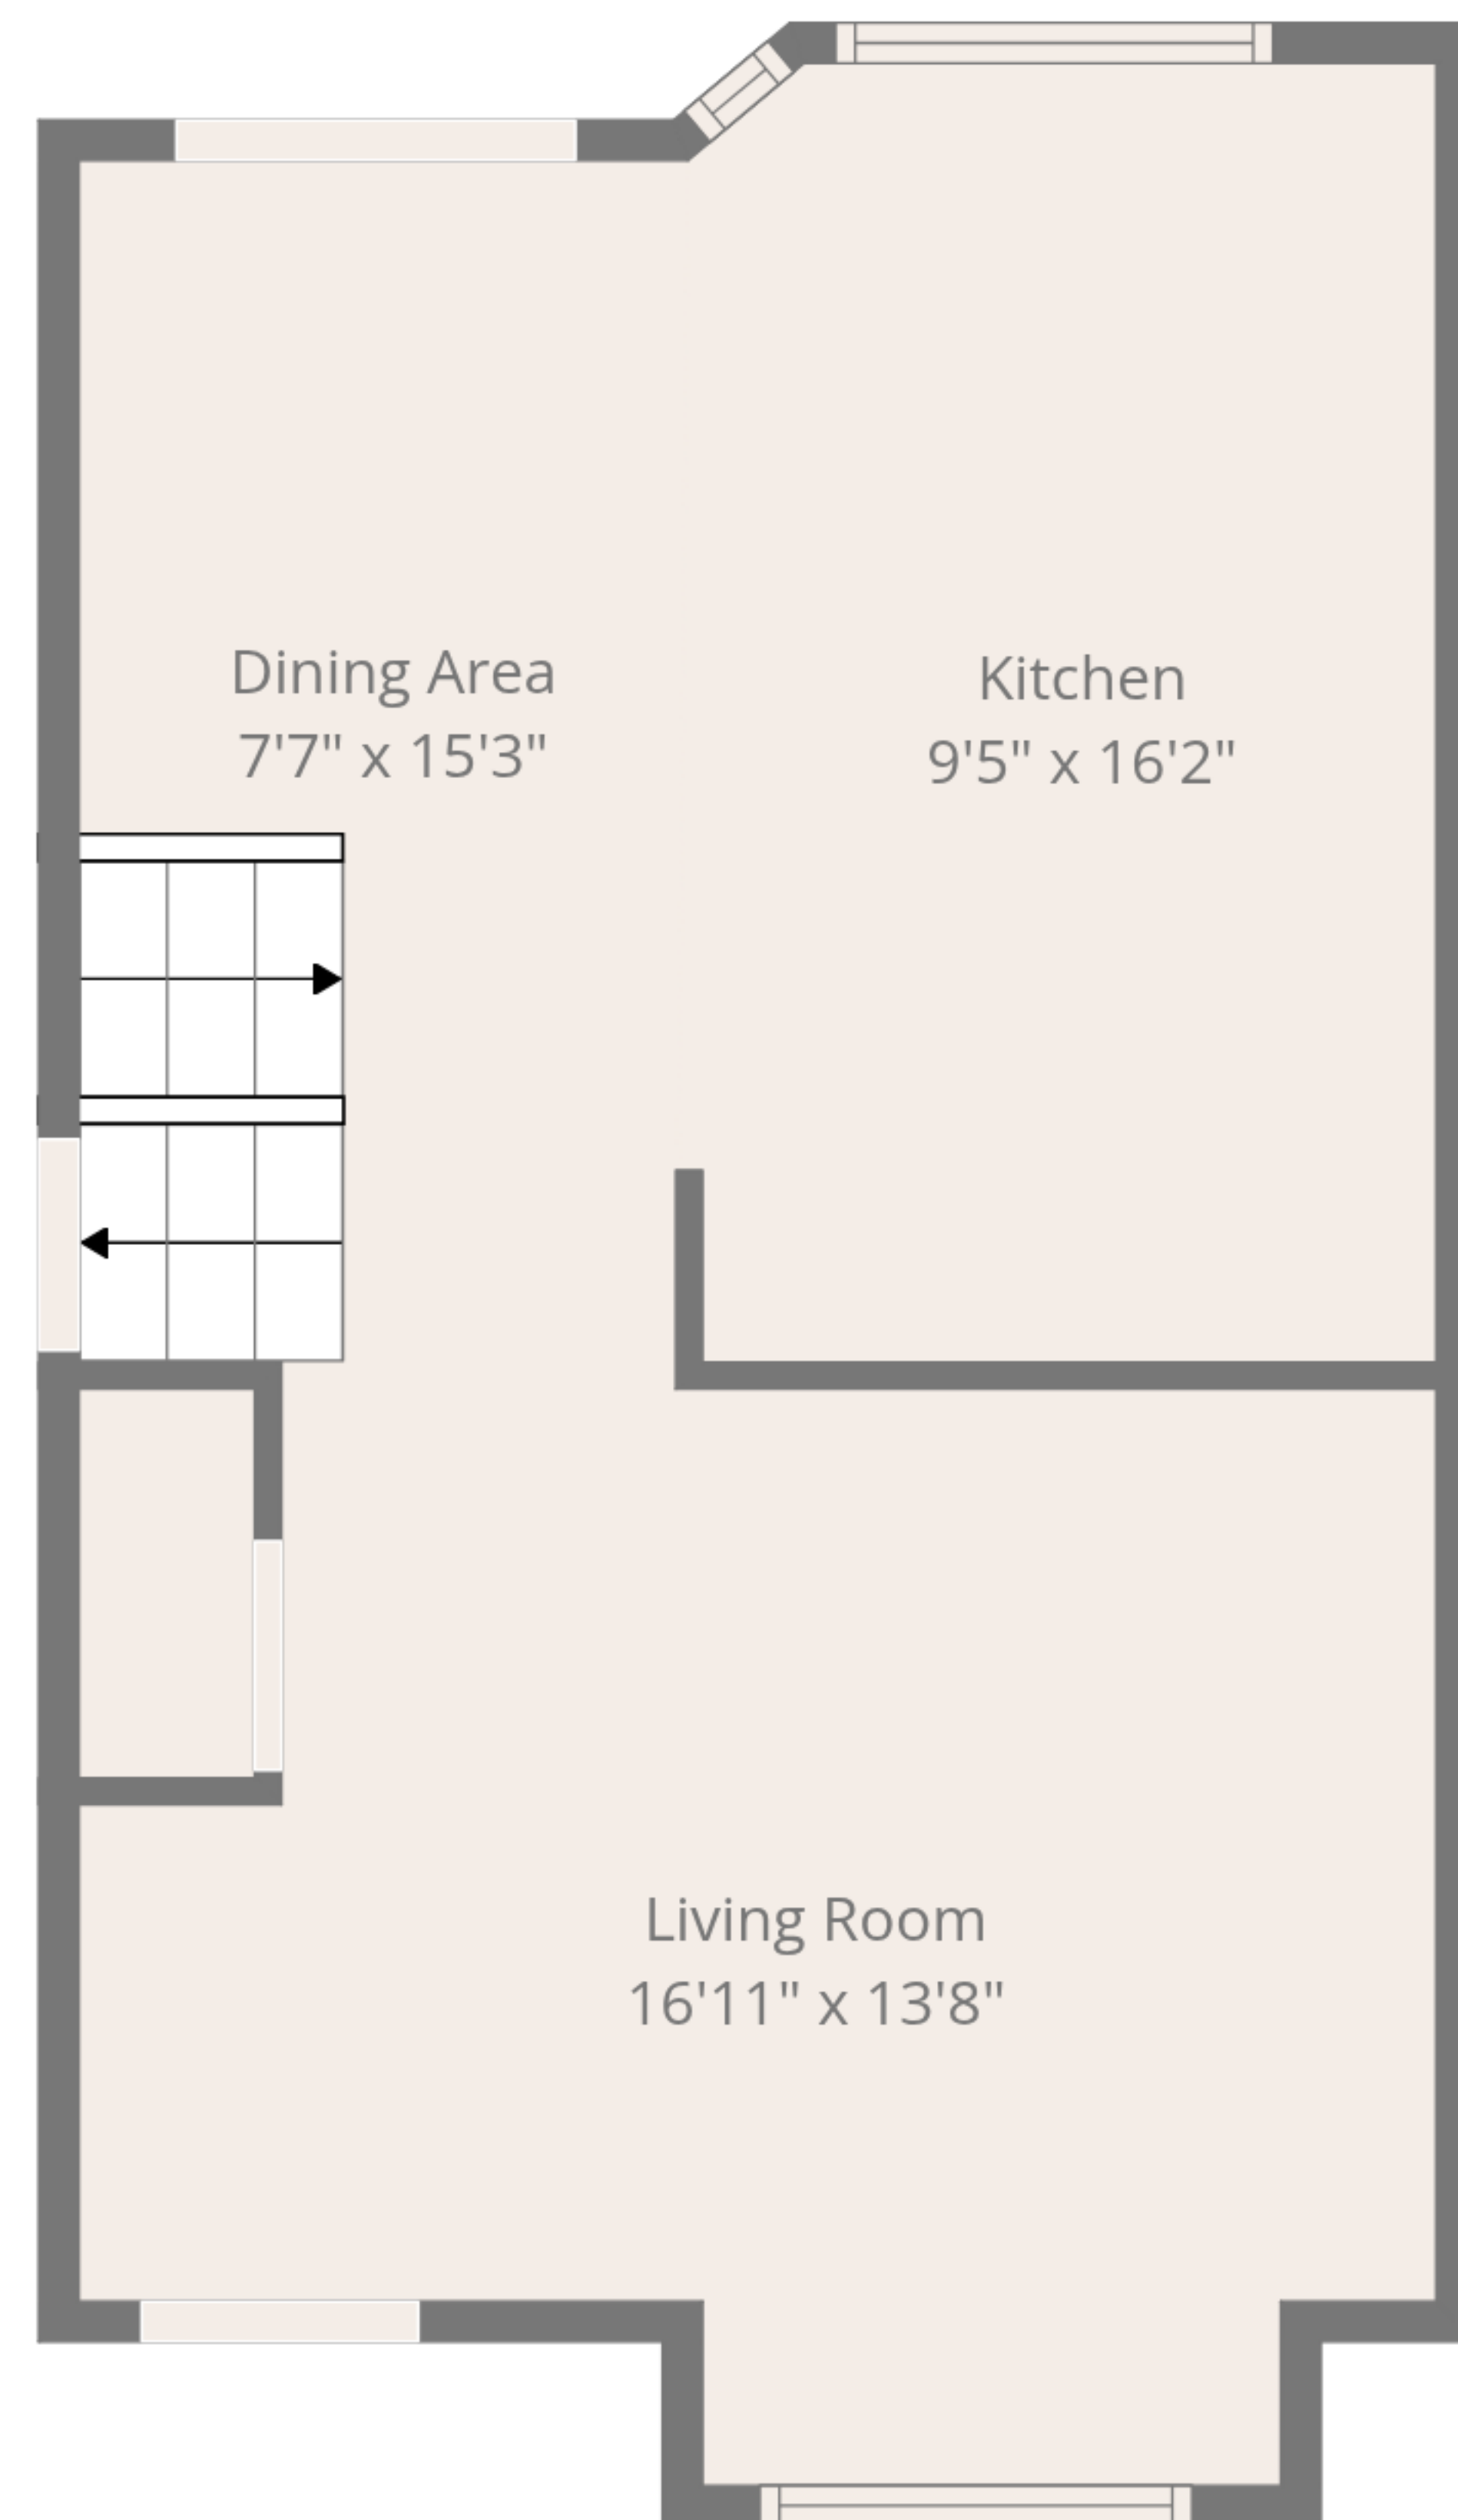 Dining Area
7'7" x 15'3"
Kitchen
9'5" x 16'2"
Living Room
16'11" x 13'8"